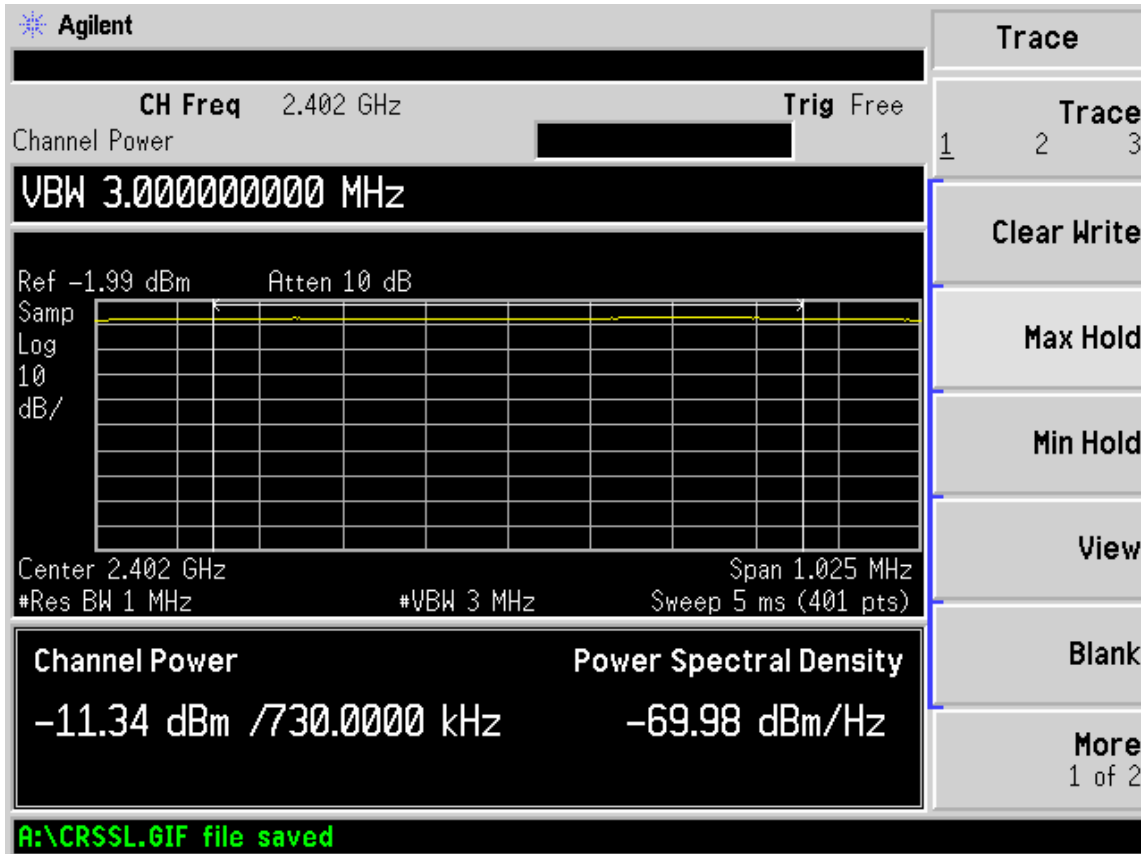 Agilent
Trace
CH Freq 2.402 GHz Trig Free
Channel Power
Trace
1 2 3
VBW 3.000000000 MHz
Clear Write
Ref -1.99 dBm Atten 10 dB
Samp
Log
10
dB/
Max Hold
Min Hold
View
Center 2.402 GHz Span 1.025 MHz
#Res BW 1 MHz #VBW 3 MHz Sweep 5 ms (401 pts)
Channel Power Power Spectral Density
Blank
-11.34 dBm /730.0000 kHz -69.98 dBm/Hz
More
1 of 2
A:\CRSSL.GIF file saved